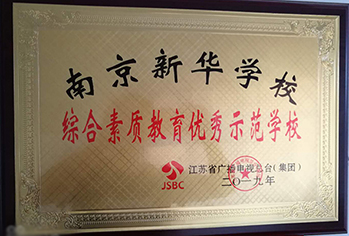 南京新华学校
综合素质教育优秀示范学校
JSBC
江苏省广播电视总台(集团)
二〇一九年